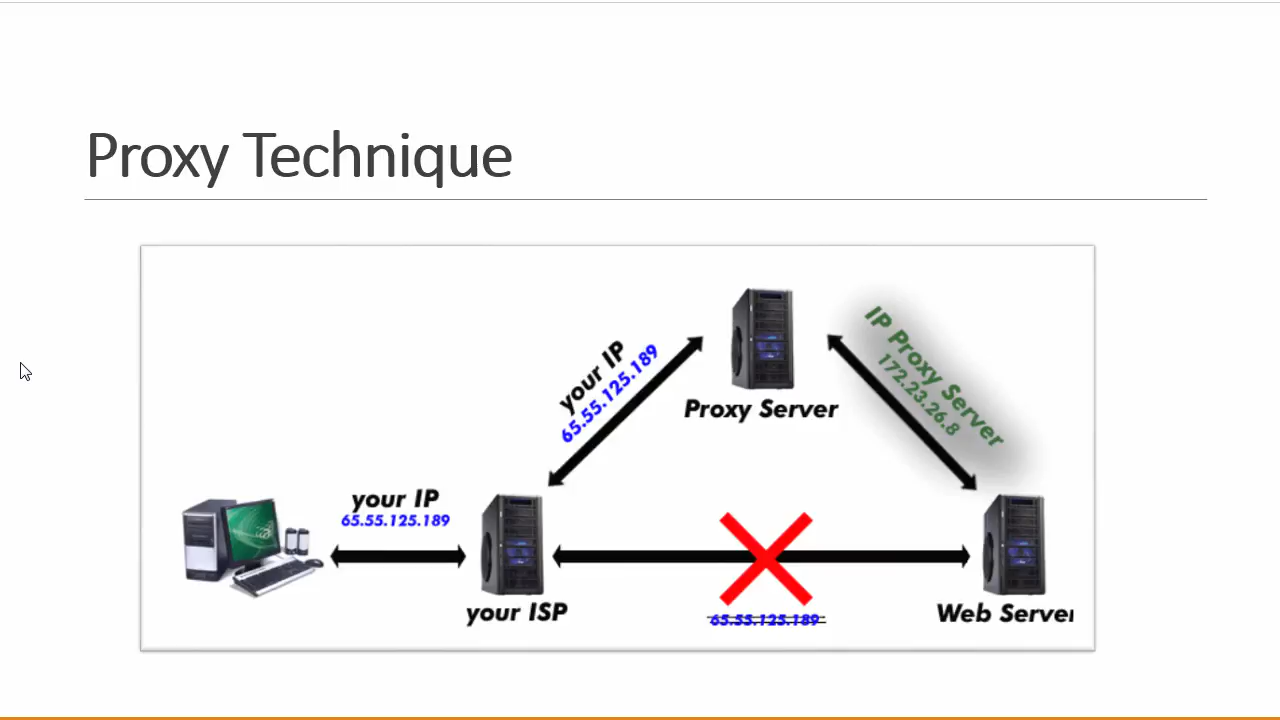 Proxy Technique
your IP
65.55.125.189
Proxy Server
IP Proxy Server
172.23.26.8
your IP
65.55.125.189
your ISP
65.55.125.189
Web Server